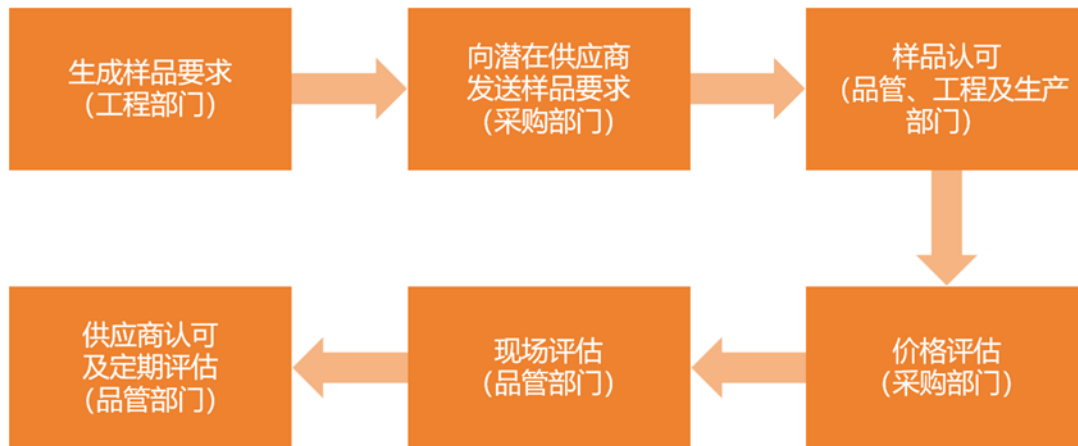 生成样品要求
（工程部门）
向潜在供应商
发送样品要求
（采购部门）
样品认可
（品管、工程及生产
部门）
价格评估
（采购部门）
现场评估
（品管部门）
供应商认可
及定期评估
（品管部门）